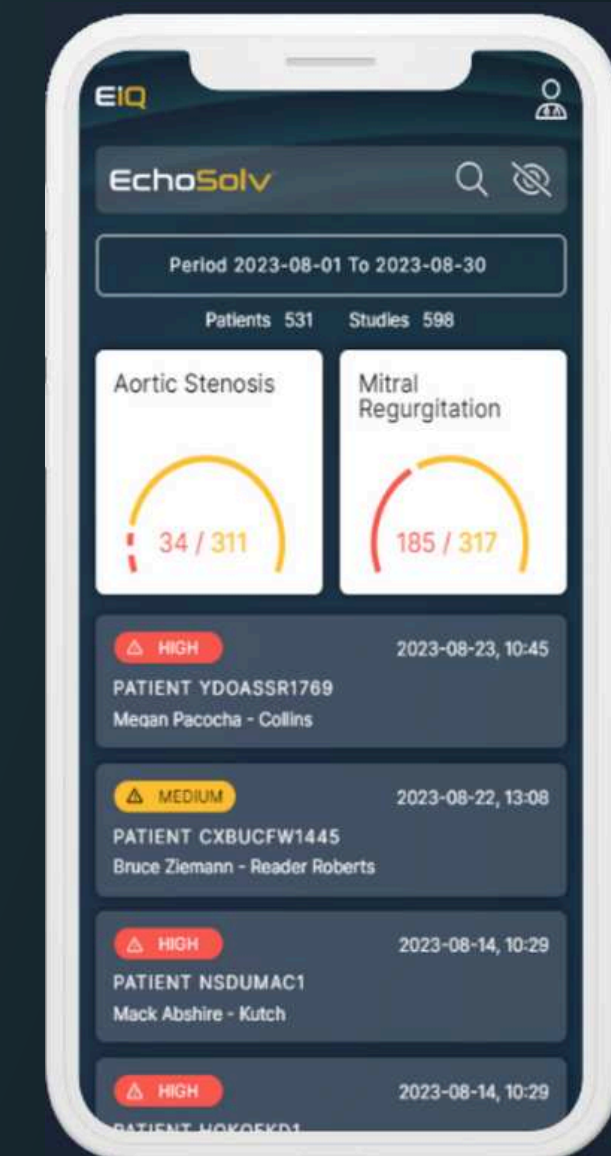 EIQ
EchoSolv
Period 2023-08-01 To 2023-08-30
Patients 531 Studies 598
Aortic Stenosis
34 / 311
Mitral
Regurgitation
185 / 317
HIGH 2023-08-23, 10:45
PATIENT YDOASSR1769
Megan Pacocha - Collins
MEDIUM 2023-08-22, 13:08
PATIENT CXBUCFW1445
Bruce Ziemann - Reader Roberts
HIGH 2023-08-14, 10:29
PATIENT NSDUMAC1
Mack Abshire - Kutch
HIGH 2023-08-14, 10:29
PATIENT